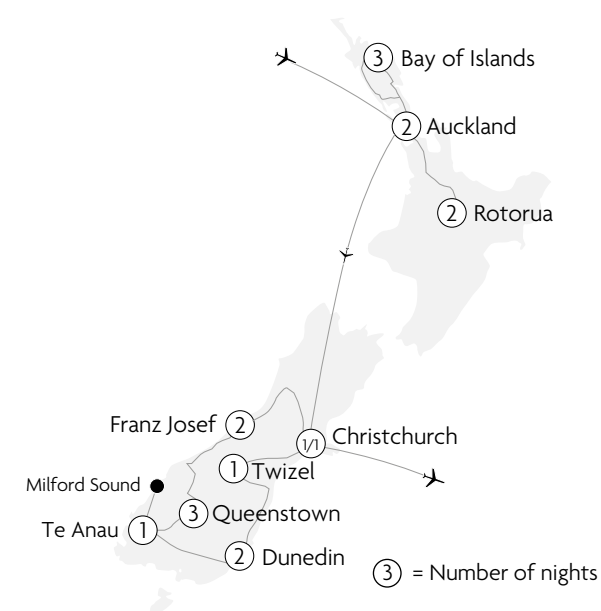 3 Bay of Islands
2 Auckland
2 Rotorua
Franz Josef 2
1/1 Christchurch
1 Twizel
Milford Sound
3 Queenstown
Te Anau 1
2 Dunedin
3 = Number of nights